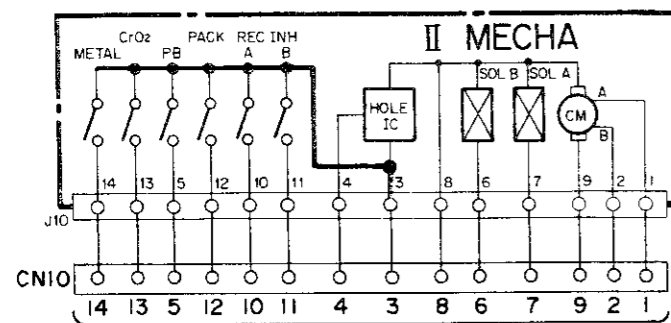 II MECHA
CrO2 PACK REC INH
METAL PB A B
SOL B SOL A
HOLE IC
CM
A
B
14 13 5 12 10 11 4 3 8 6 7 9 2 1
J10
CN10
14 13 5 12 10 11 4 3 8 6 7 9 2 1